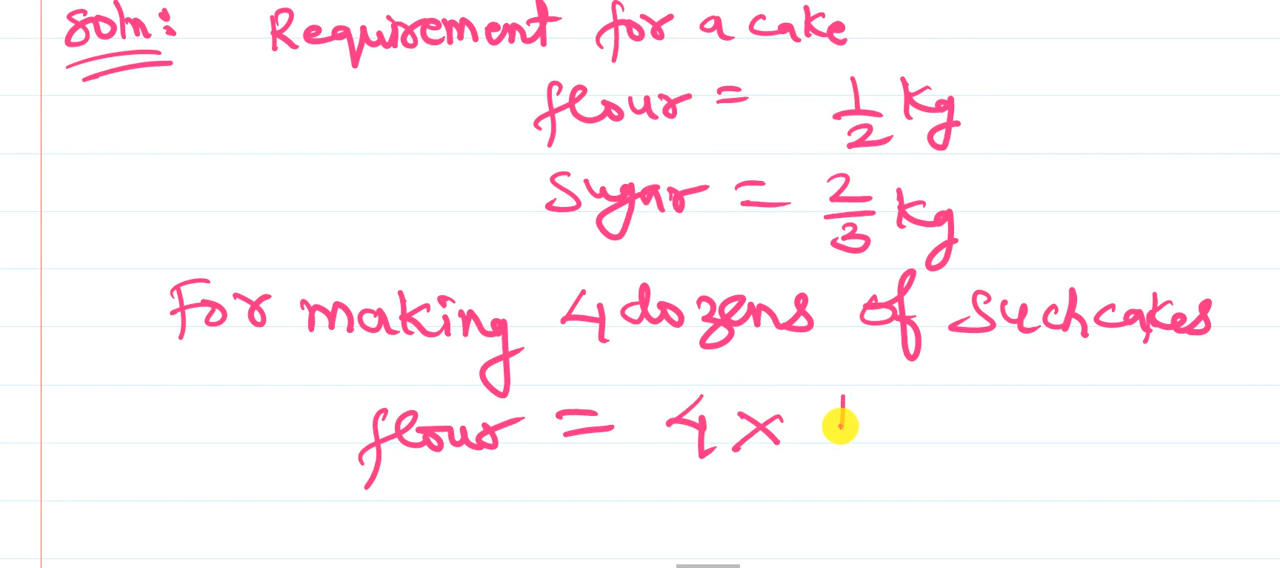 Soln:   Requirement for a cake
flour = 1/2 kg
Sugar = 2/3 kg
For making 4 dozens of such cakes
flour = 4 × 1